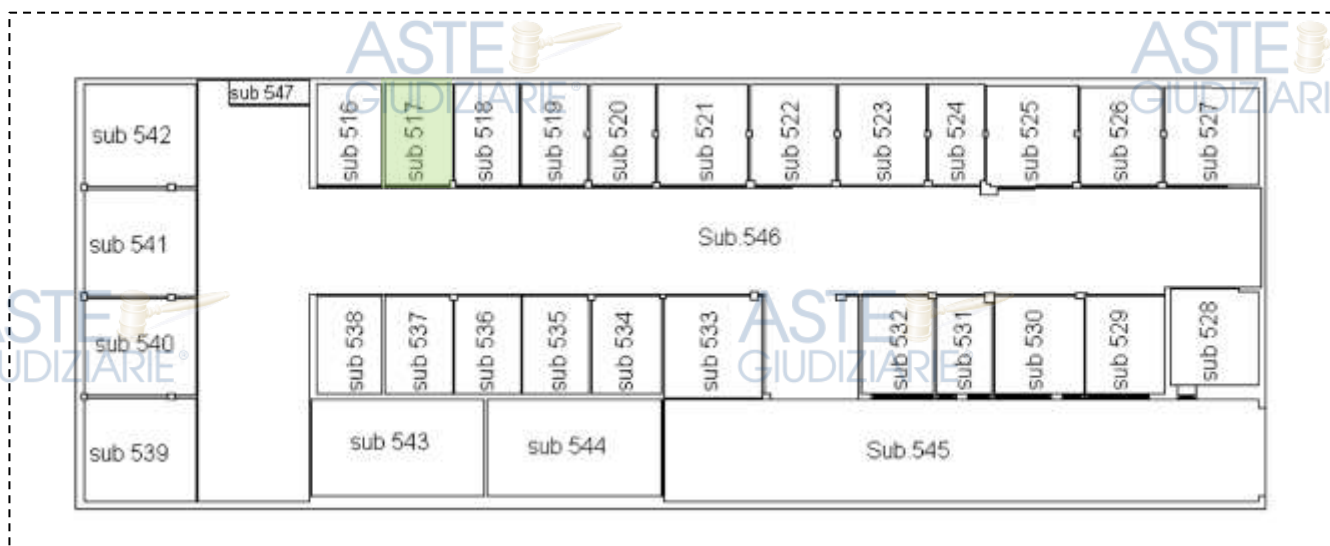 ASTE
GIUDIZIARIE®
ASTE
GIUDIZIARI
sub 547
sub 542
sub 516
sub 517
sub 518
sub 519
sub 520
sub 521
sub 522
sub 523
sub 524
sub 525
sub 526
sub 527
sub 541
Sub 546
STE
UDIZIARIE®
ASTE
GIUDIZIARIE®
sub 540
sub 538
sub 537
sub 536
sub 535
sub 534
sub 533
sub 532
sub 531
sub 530
sub 529
sub 528
sub 539
sub 543
sub 544
Sub 545